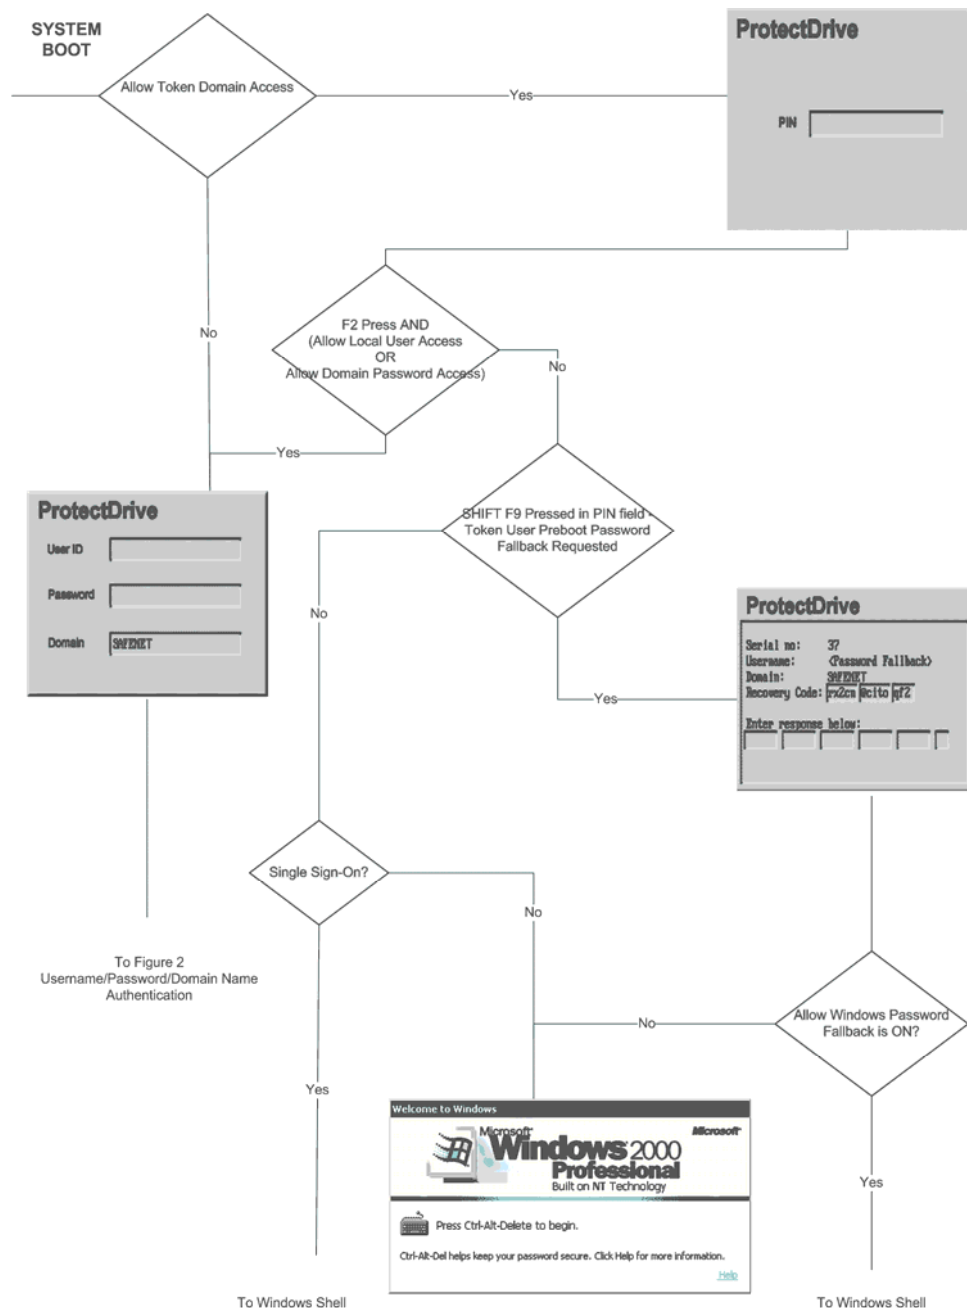 SYSTEM
BOOT
Allow Token Domain Access
Yes
ProtectDrive
PIN
No
F2 Press AND
(Allow Local User Access
OR
Allow Domain Password Access)
No
Yes
ProtectDrive
User ID
Password
Domain SAFENET
SHIFT F9 Pressed in PIN field -
Token User Preboot Password
Fallback Requested
No
Yes
ProtectDrive
Serial no: 37
Username: <Password Fallback>
Domain: SAFENET
Recovery Code: rx2cn @cito qf2
Enter response below:
Single Sign-On?
No
To Figure 2
Username/Password/Domain Name
Authentication
Allow Windows Password
Fallback is ON?
No
Yes
Yes
Welcome to Windows
Microsoft
Microsoft
Windows 2000
Professional
Built on NT Technology
Press Ctrl-Alt-Delete to begin.
Ctrl-Alt-Del helps keep your password secure. Click Help for more information.
Help
To Windows Shell
To Windows Shell